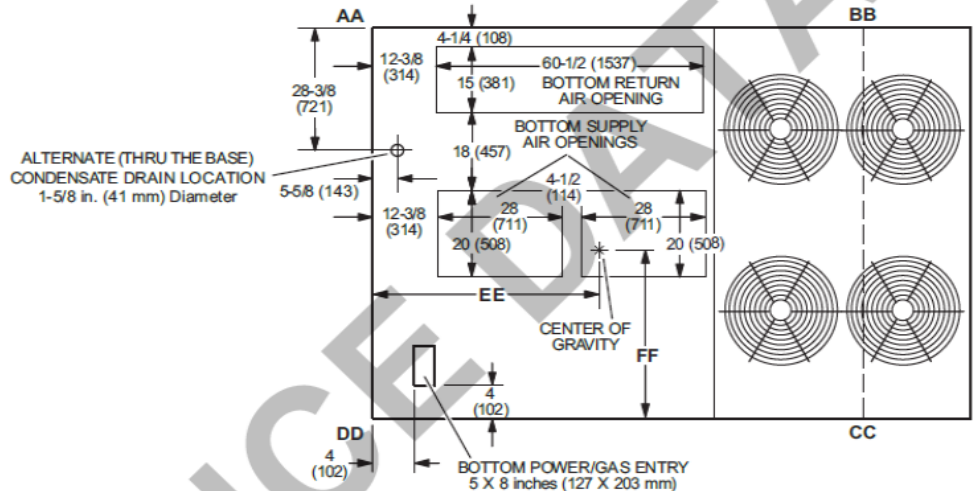 AA
BB
4-1/4 (108)
12-3/8
(314)
60-1/2 (1537)
28-3/8
(721)
15 (381)
BOTTOM RETURN
AIR OPENING
BOTTOM SUPPLY
AIR OPENINGS
18 (457)
ALTERNATE (THRU THE BASE)
CONDENSATE DRAIN LOCATION
1-5/8 in. (41 mm) Diameter
5-5/8 (143)
4-1/2
(114)
12-3/8
(314)
28
(711)
28
(711)
20 (508)
20 (508)
EE
CENTER OF
GRAVITY
FF
4
(102)
DD
CC
4
(102)
BOTTOM POWER/GAS ENTRY
5 X 8 inches (127 X 203 mm)
NCE DATA